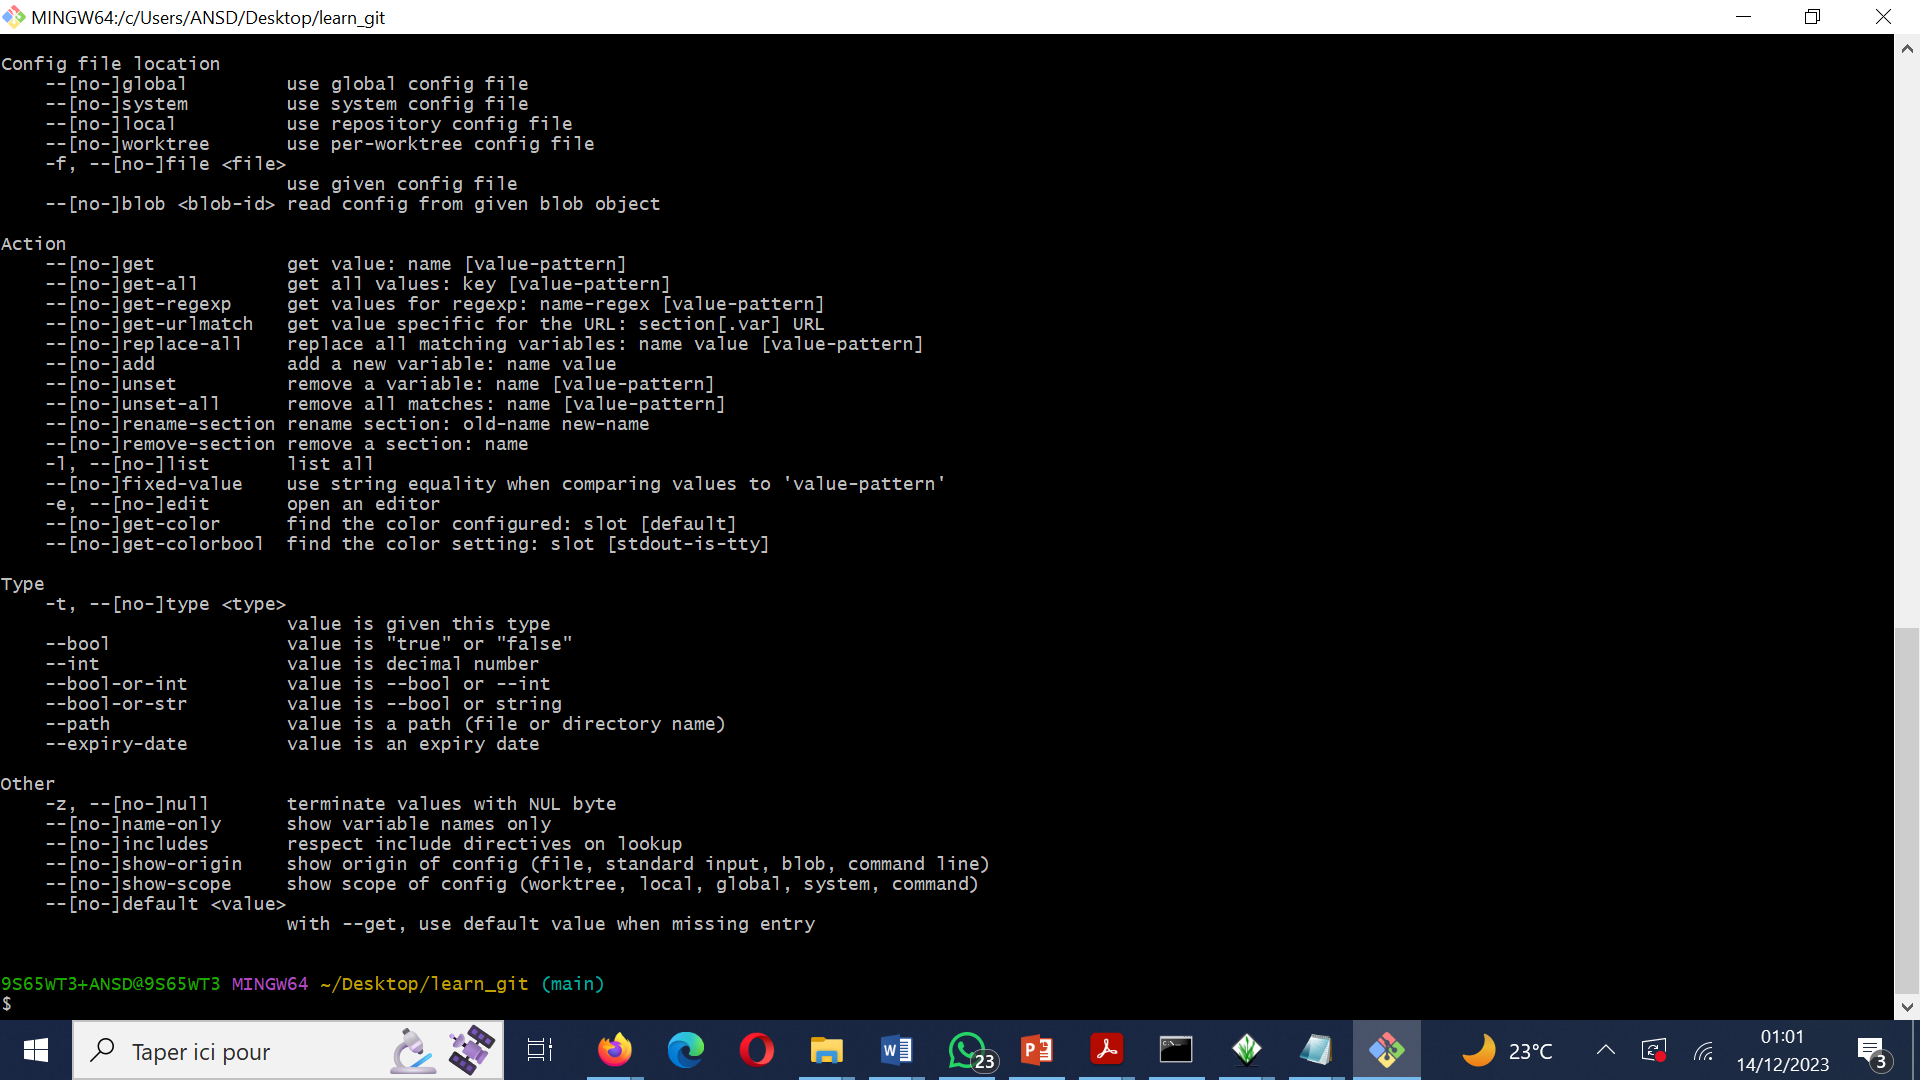 MINGW64:/c/Users/ANSD/Desktop/learn_git
Config file location
    --[no-]global         use global config file
    --[no-]system         use system config file
    --[no-]local          use repository config file
    --[no-]worktree       use per-worktree config file
    -f, --[no-]file <file>
                          use given config file
    --[no-]blob <blob-id> read config from given blob object
Action
    --[no-]get            get value: name [value-pattern]
    --[no-]get-all        get all values: key [value-pattern]
    --[no-]get-regexp     get values for regexp: name-regex [value-pattern]
    --[no-]get-urlmatch   get value specific for the URL: section[.var] URL
    --[no-]replace-all    replace all matching variables: name value [value-pattern]
    --[no-]add            add a new variable: name value
    --[no-]unset          remove a variable: name [value-pattern]
    --[no-]unset-all      remove all matches: name [value-pattern]
    --[no-]rename-section rename section: old-name new-name
    --[no-]remove-section remove a section: name
    -l, --[no-]list       list all
    --[no-]fixed-value    use string equality when comparing values to 'value-pattern'
    -e, --[no-]edit       open an editor
    --[no-]get-color      find the color configured: slot [default]
    --[no-]get-colorbool  find the color setting: slot [stdout-is-tty]
Type
    -t, --[no-]type <type>
                          value is given this type
    --bool                value is "true" or "false"
    --int                 value is decimal number
    --bool-or-int         value is --bool or --int
    --bool-or-str         value is --bool or string
    --path                value is a path (file or directory name)
    --expiry-date         value is an expiry date
Other
    -z, --[no-]null       terminate values with NUL byte
    --[no-]name-only      show variable names only
    --[no-]includes       respect include directives on lookup
    --[no-]show-origin    show origin of config (file, standard input, blob, command line)
    --[no-]show-scope     show scope of config (worktree, local, global, system, command)
    --[no-]default <value>
                          with --get, use default value when missing entry
9S65WT3+ANSD@9S65WT3 MINGW64 ~/Desktop/learn_git (main)
$
Taper ici pour
W
23
P
C:\_
23°C
01:01
14/12/2023
3